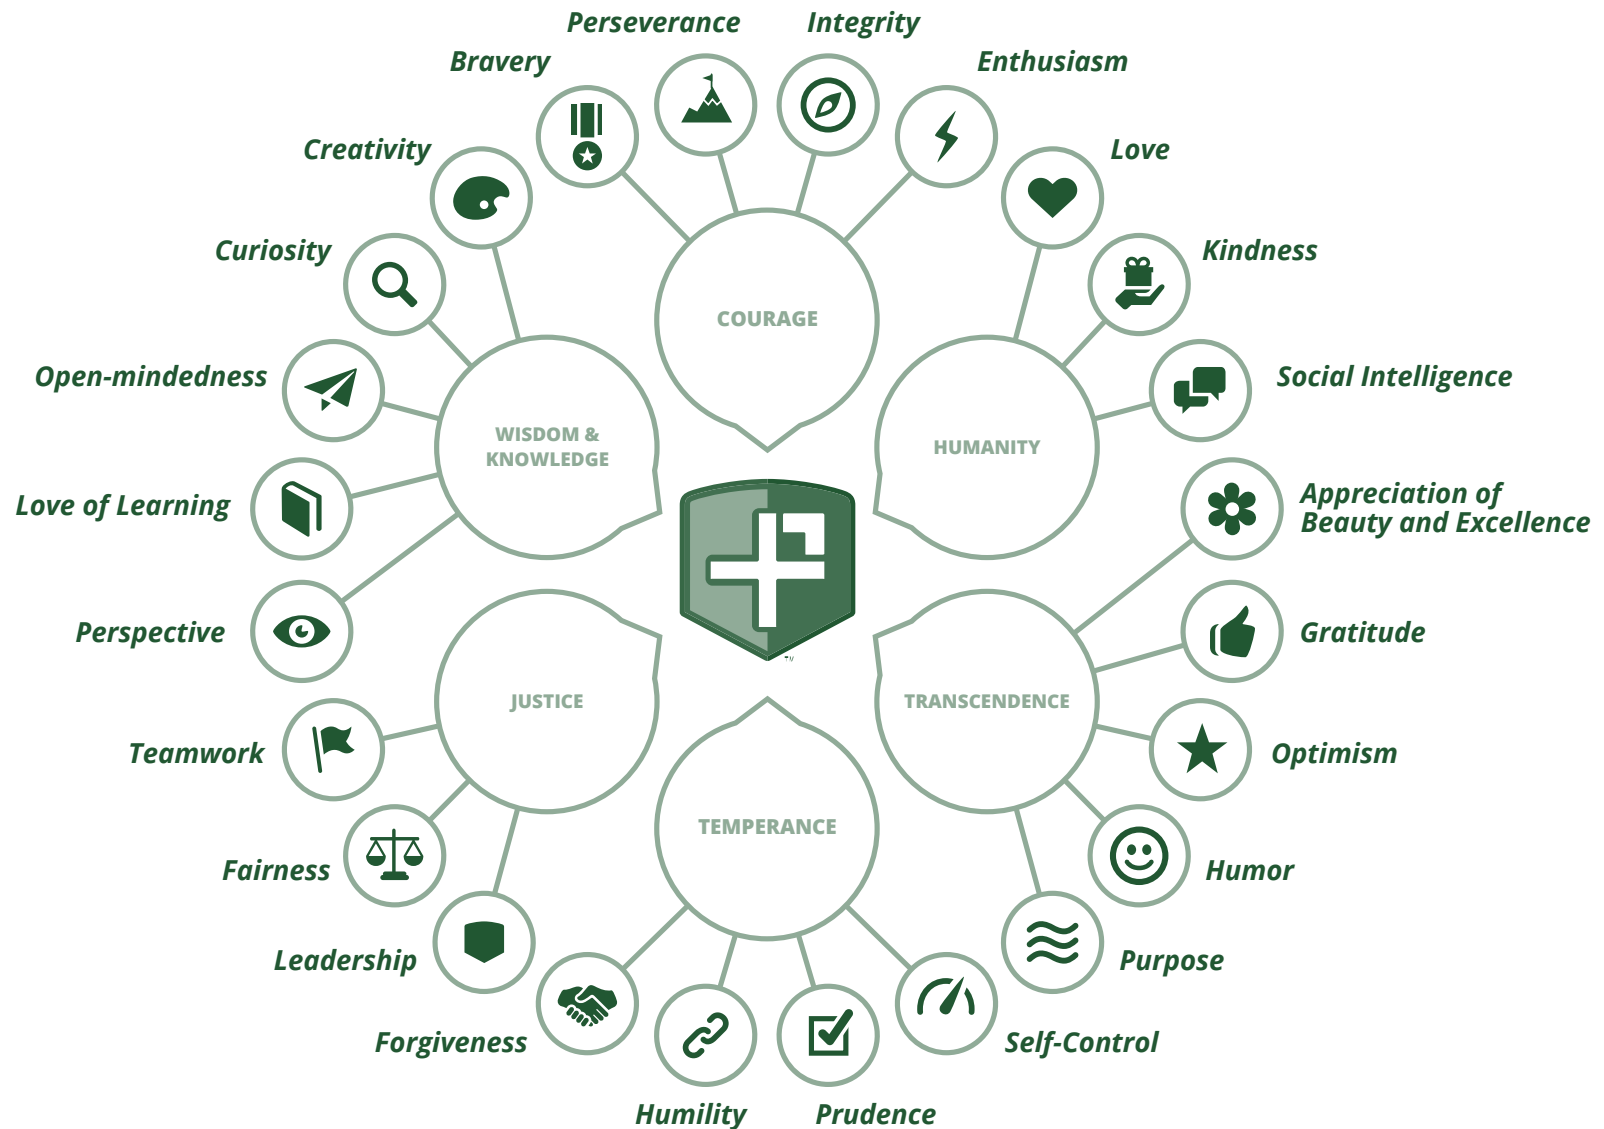 Perseverance
Integrity
Bravery
Enthusiasm
Creativity
Love
Curiosity
Kindness
COURAGE
Open-mindedness
Social Intelligence
WISDOM &
KNOWLEDGE
HUMANITY
Love of Learning
Appreciation of
Beauty and Excellence
Perspective
Gratitude
TM
JUSTICE
TRANSCENDENCE
Teamwork
Optimism
TEMPERANCE
Fairness
Humor
Leadership
Purpose
Forgiveness
Self-Control
Humility
Prudence